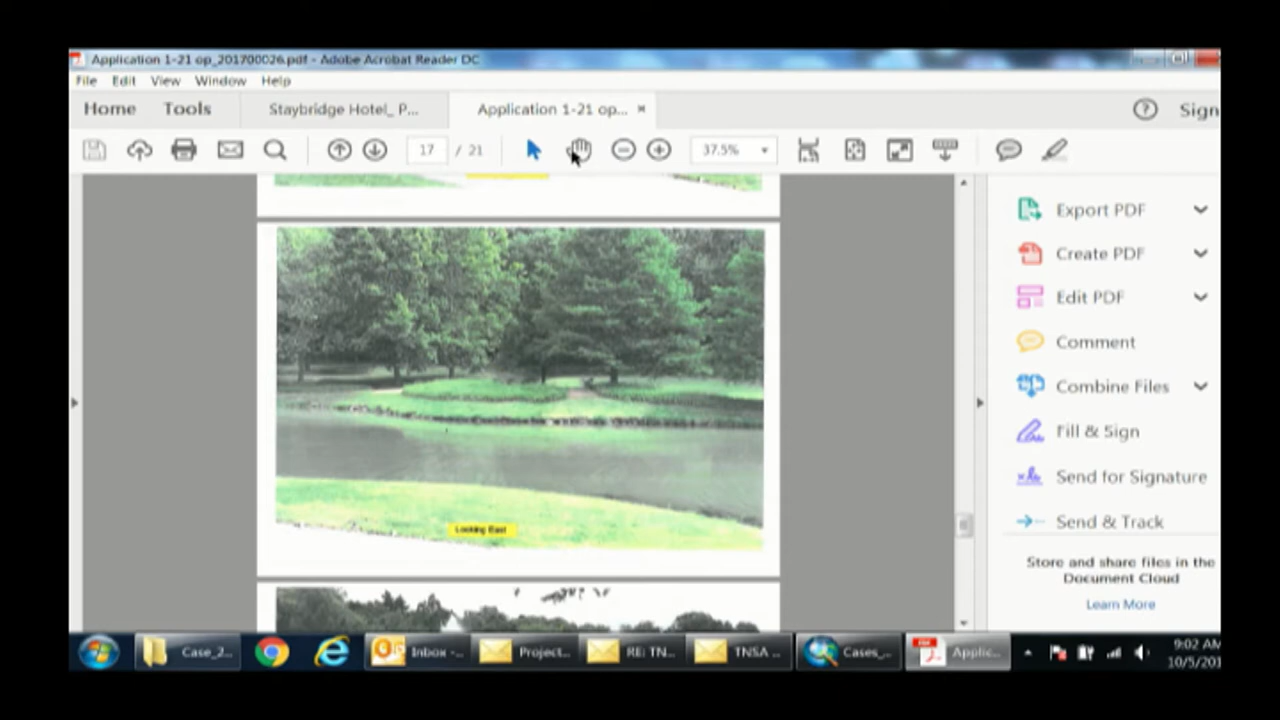 Application 1-21 op_201700026.pdf - Adobe Acrobat Reader DC
File Edit View Window Help
Home Tools Staybridge Hotel_ P... Application 1-21 op... ×
Sign
17 / 21 37.5%
Export PDF
Create PDF
Edit PDF
Comment
Combine Files
Fill & Sign
Send for Signature
Send & Track
Store and share files in the
Document Cloud
Learn More
Looking East
Case_2... Inbox -... Project... RE: TN... TNSA ... Cases_... Applic...
9:02 AM
10/5/201